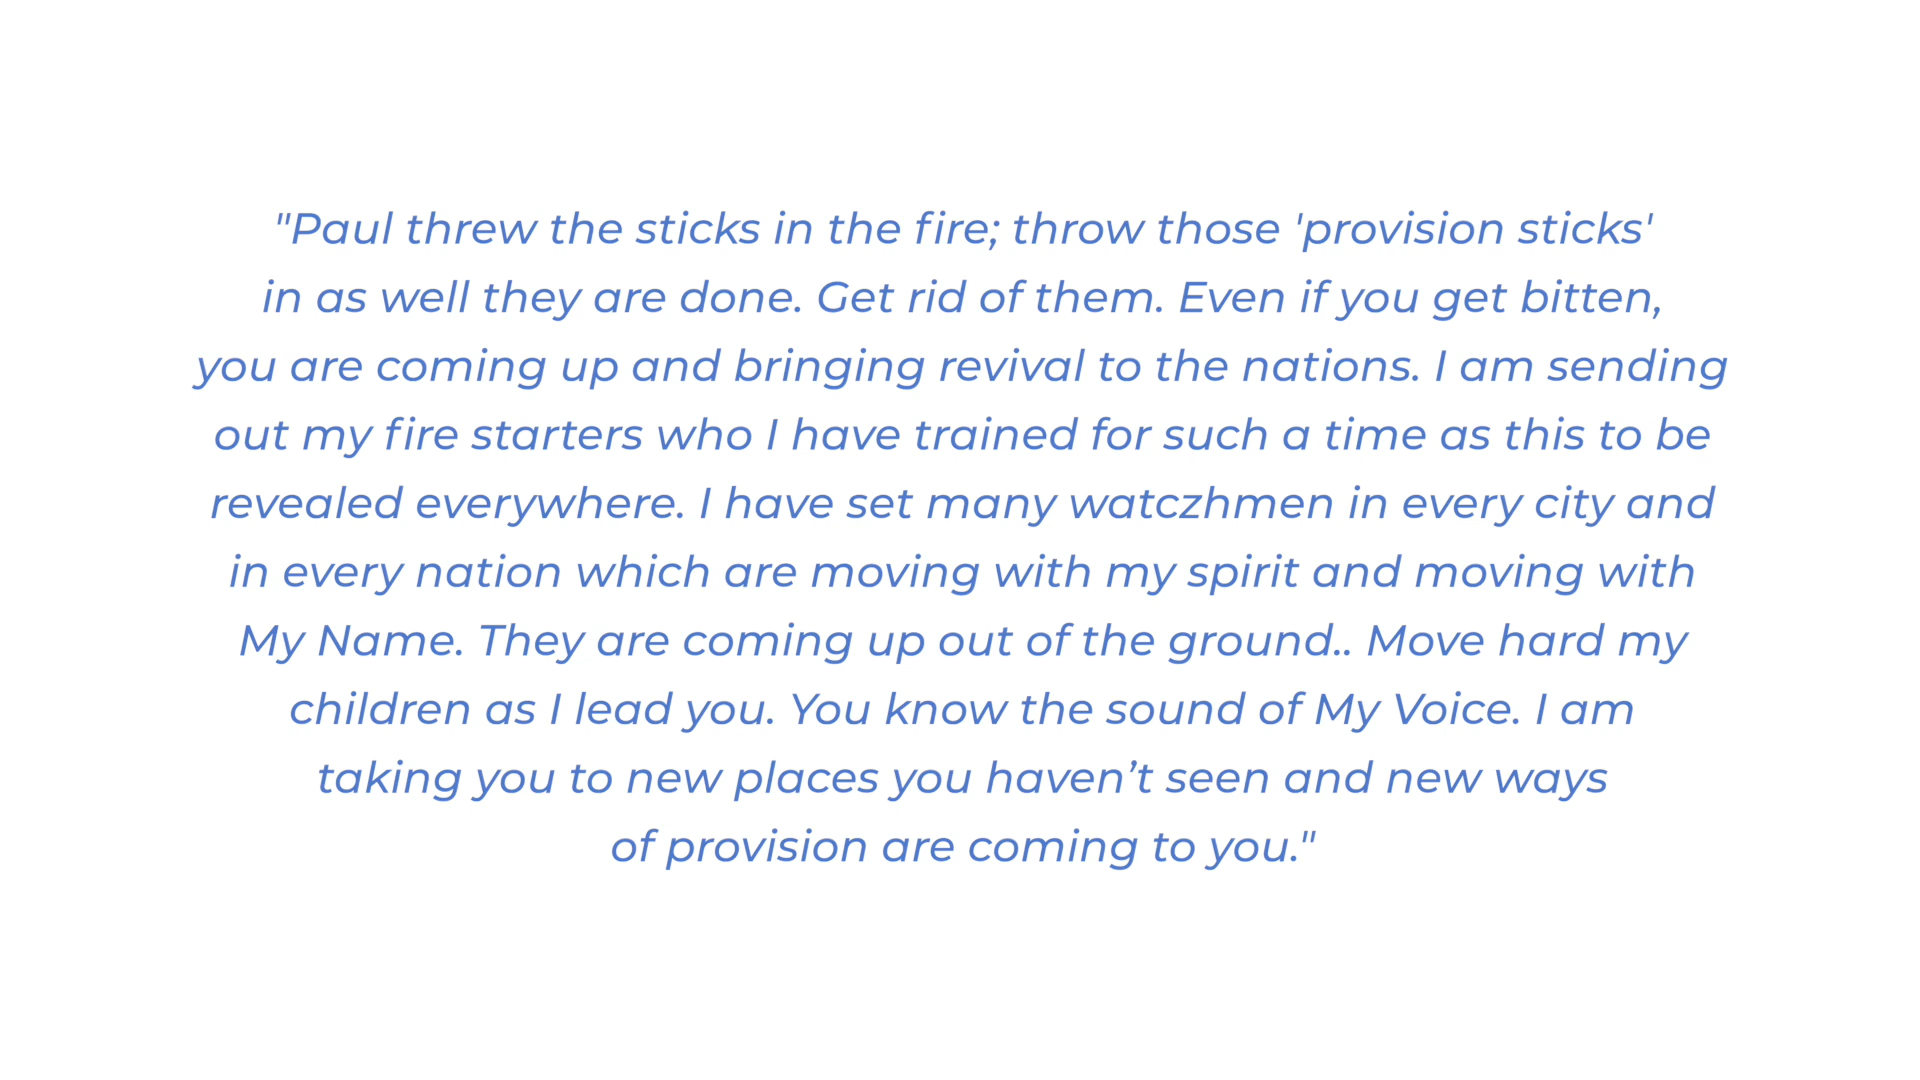 "Paul threw the sticks in the fire; throw those 'provision sticks'
in as well they are done. Get rid of them. Even if you get bitten,
you are coming up and bringing revival to the nations. I am sending
out my fire starters who I have trained for such a time as this to be
revealed everywhere. I have set many watczhmen in every city and
in every nation which are moving with my spirit and moving with
My Name. They are coming up out of the ground.. Move hard my
children as I lead you. You know the sound of My Voice. I am
taking you to new places you haven’t seen and new ways
of provision are coming to you."